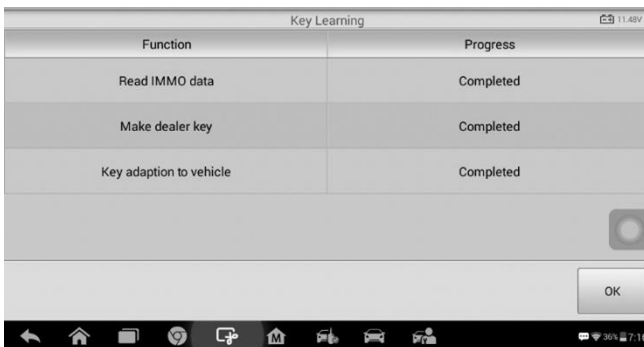 Key Learning 11.48V
Function Progress
Read IMMO data Completed
Make dealer key Completed
Key adaption to vehicle Completed
OK
M 36%